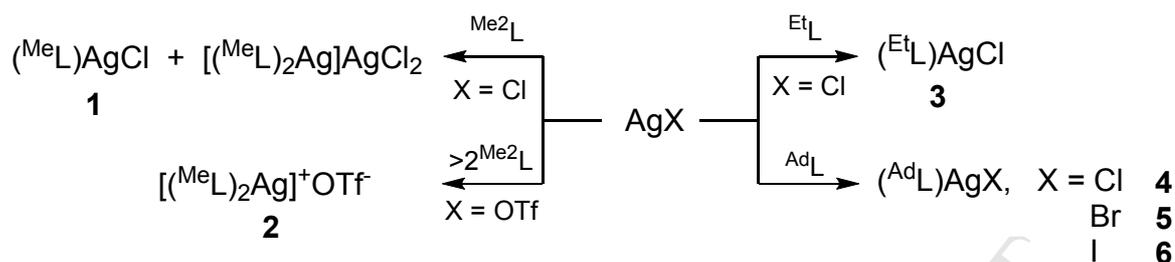 Me2L
EtL
(MeL)AgCl + [(MeL)2Ag]AgCl2
(EtL)AgCl
X = Cl
X = Cl
1
3
AgX
>2Me2L
AdL
[(MeL)2Ag]+OTf-
(AdL)AgX, X = Cl 4
X = OTf
2
Br 5
I 6